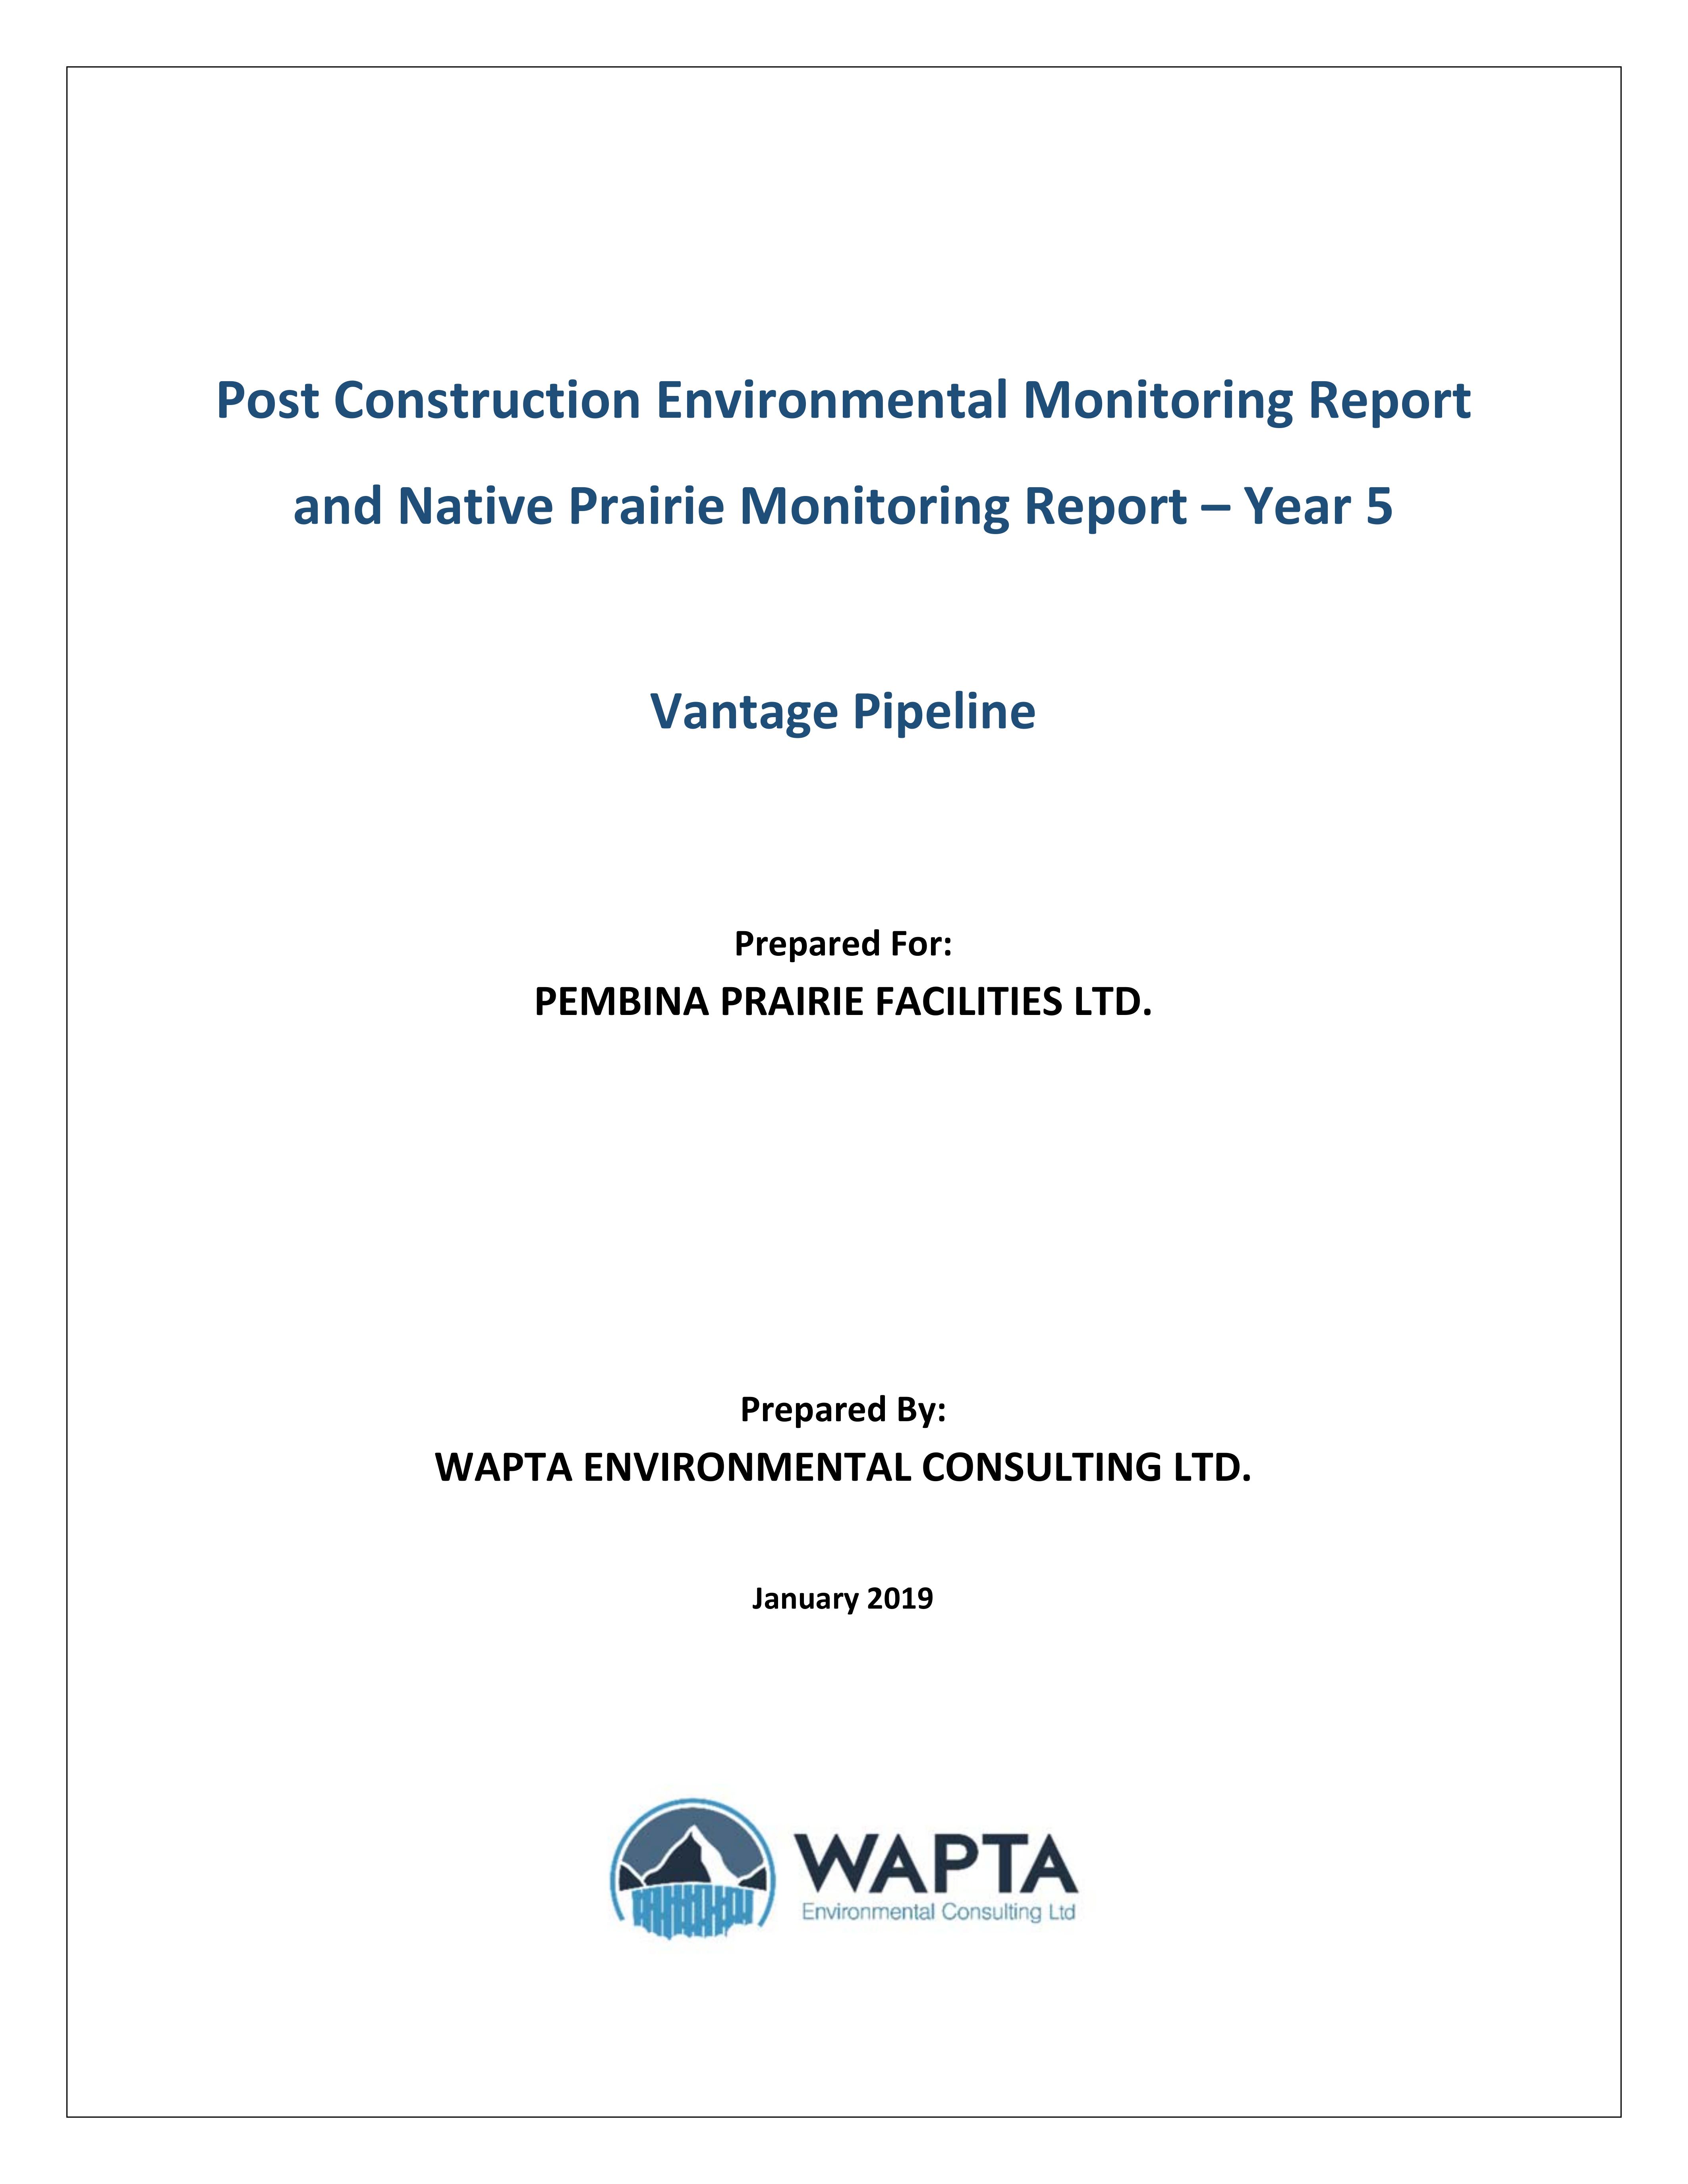 Post Construction Environmental Monitoring Report
and Native Prairie Monitoring Report – Year 5
Vantage Pipeline
Prepared For:
PEMBINA PRAIRIE FACILITIES LTD.
Prepared By:
WAPTA ENVIRONMENTAL CONSULTING LTD.
January 2019
WAPTA
Environmental Consulting Ltd